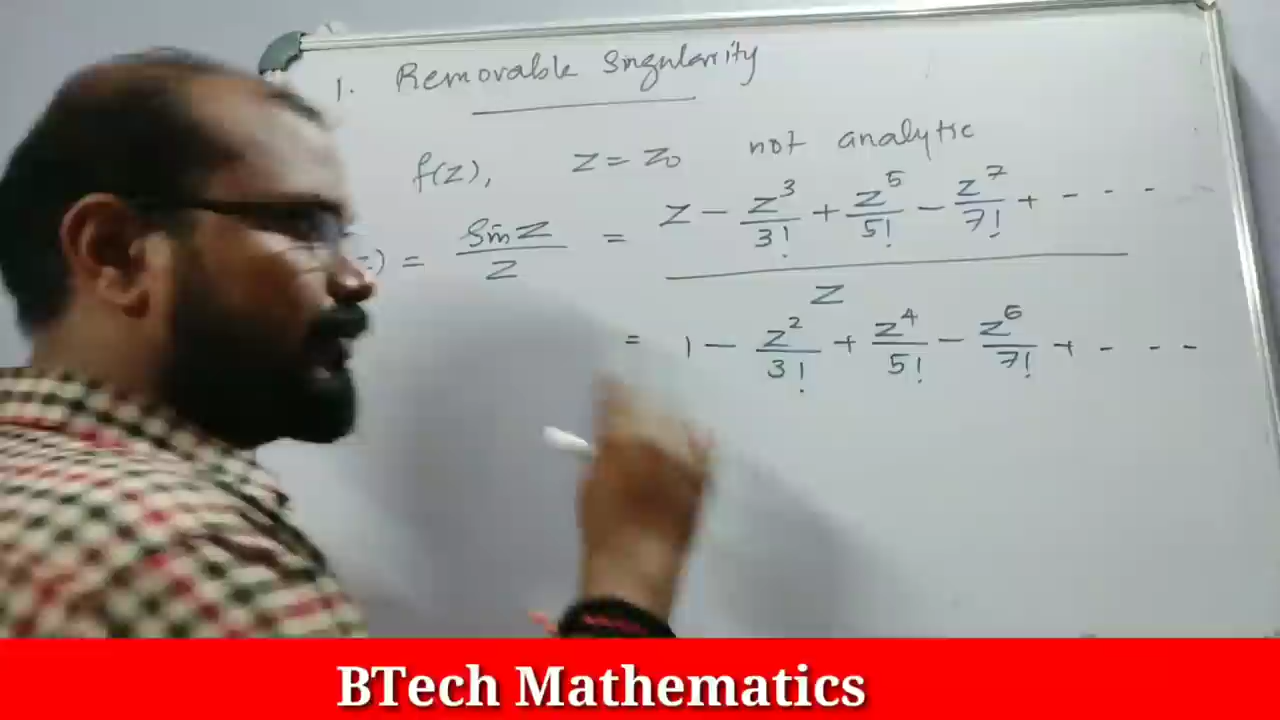 1. Removable Singularity
f(z), z = z₀ not analytic
) = sin z / z = (z - z³/3! + z⁵/5! - z⁷/7! + - - -) / z
= 1 - z²/3! + z⁴/5! - z⁶/7! + - - -
BTech Mathematics